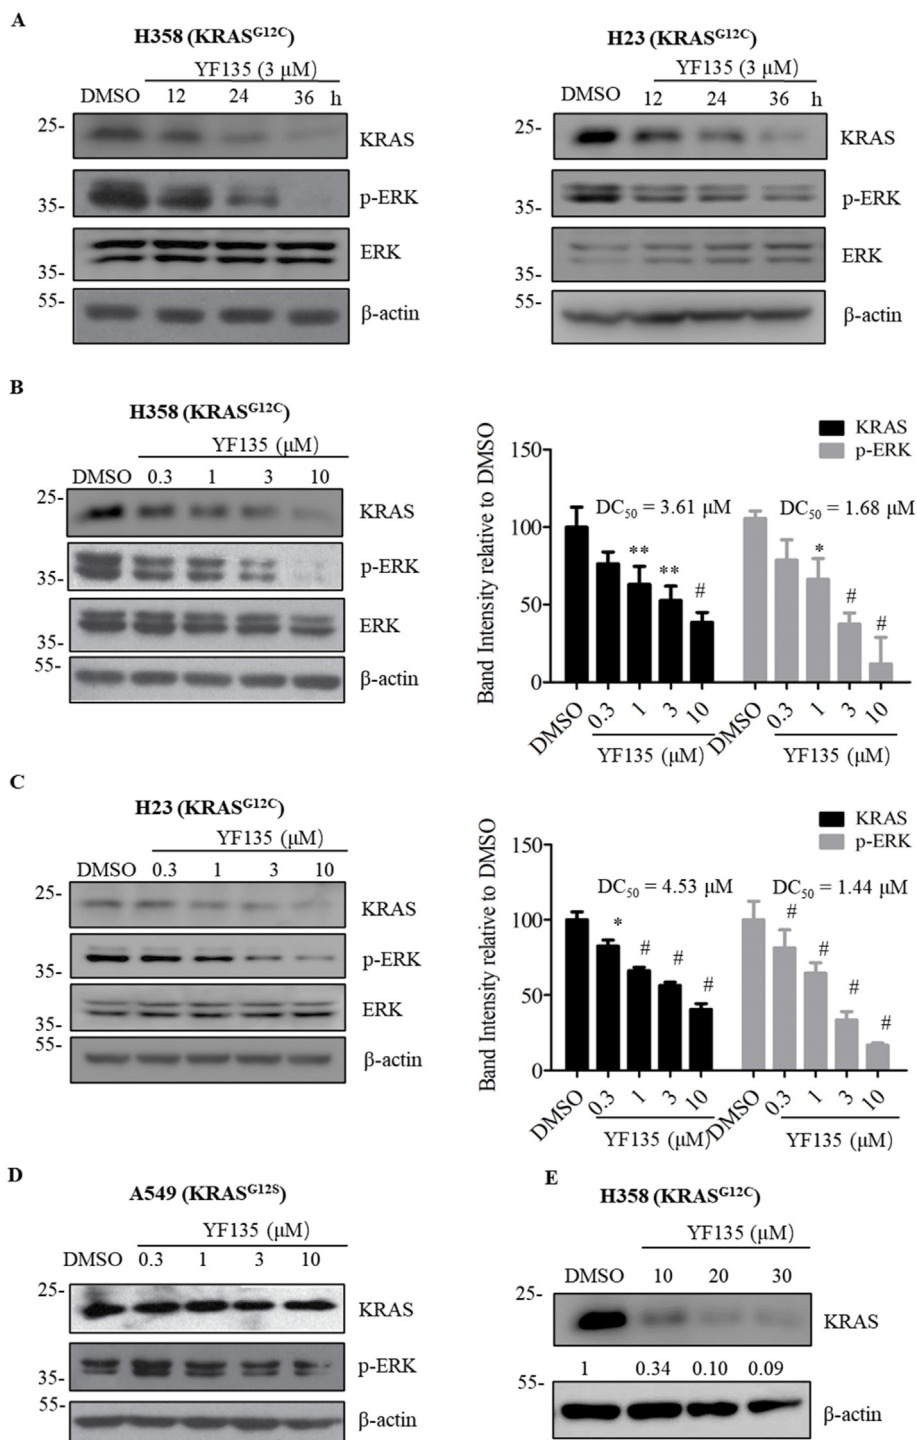 A
H358 (KRASG12C)
YF135 (3 μM)
DMSO 12 24 36 h
25-
KRAS
p-ERK
35-
ERK
35-
55-
β-actin
H23 (KRASG12C)
YF135 (3 μM)
DMSO 12 24 36 h
25-
KRAS
p-ERK
35-
ERK
35-
55-
β-actin
B
H358 (KRASG12C)
YF135 (μM)
DMSO 0.3 1 3 10
25-
KRAS
p-ERK
35-
ERK
35-
55-
β-actin
KRAS
p-ERK
Band Intensity relative to DMSO
150
100
50
0
DC50 = 3.61 μM
DC50 = 1.68 μM
** ** # * # #
DMSO 0.3 1 3 10 DMSO 0.3 1 3 10
YF135 (μM) YF135 (μM)
C
H23 (KRASG12C)
YF135 (μM)
DMSO 0.3 1 3 10
25-
KRAS
p-ERK
35-
ERK
35-
55-
β-actin
KRAS
p-ERK
Band Intensity relative to DMSO
150
100
50
0
DC50 = 4.53 μM
DC50 = 1.44 μM
* # # # # # # #
DMSO 0.3 1 3 10 DMSO 0.3 1 3 10
YF135 (μM) YF135 (μM)
D
A549 (KRASG12S)
YF135 (μM)
DMSO 0.3 1 3 10
25-
KRAS
p-ERK
35-
55-
β-actin
E
H358 (KRASG12C)
YF135 (μM)
DMSO 10 20 30
25-
KRAS
1 0.34 0.10 0.09
55-
β-actin